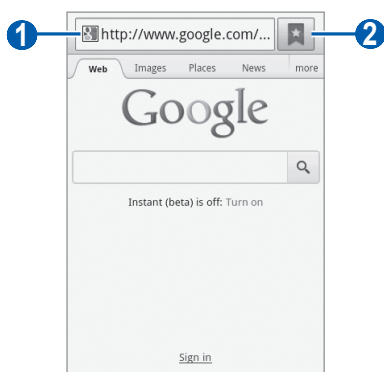 1 http://www.google.com/... 2
Web Images Places News more
Google
Instant (beta) is off: Turn on
Sign in